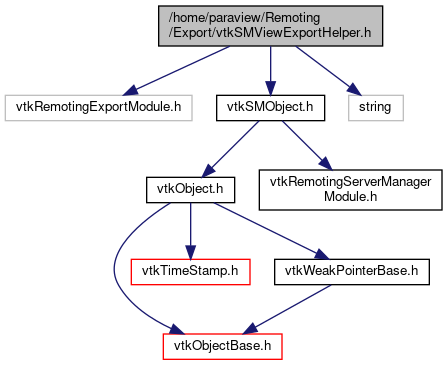 /home/paraview/Remoting
/Export/vtkSMViewExportHelper.h
vtkRemotingExportModule.h
vtkSMObject.h
string
vtkObject.h
vtkRemotingServerManager
Module.h
vtkTimeStamp.h
vtkWeakPointerBase.h
vtkObjectBase.h